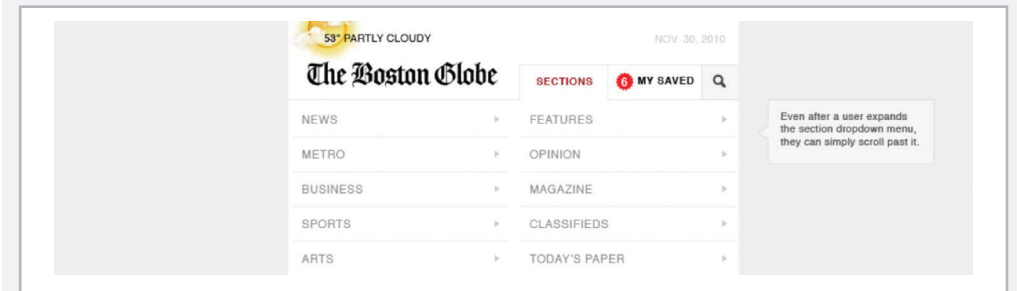 53° PARTLY CLOUDY
NOV. 30, 2010
The Boston Globe
SECTIONS
6 MY SAVED
NEWS
FEATURES
METRO
OPINION
BUSINESS
MAGAZINE
SPORTS
CLASSIFIEDS
ARTS
TODAY'S PAPER
Even after a user expands
the section dropdown menu,
they can simply scroll past it.